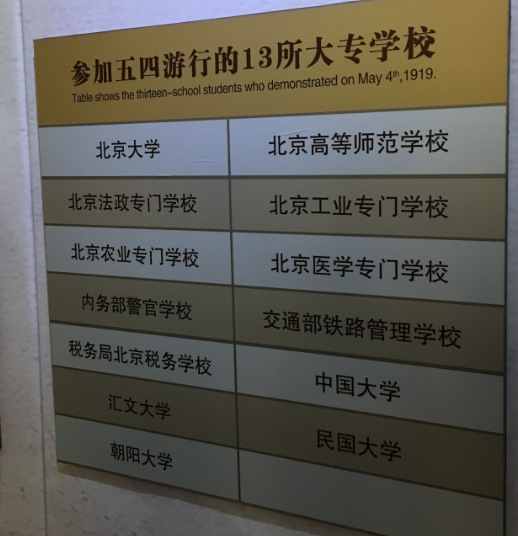 参加五四游行的13所大专学校
Table shows the thirteen-school students who demonstrated on May 4th,1919.
北京大学
北京高等师范学校
北京法政专门学校
北京工业专门学校
北京农业专门学校
北京医学专门学校
内务部警官学校
交通部铁路管理学校
税务局北京税务学校
中国大学
汇文大学
民国大学
朝阳大学